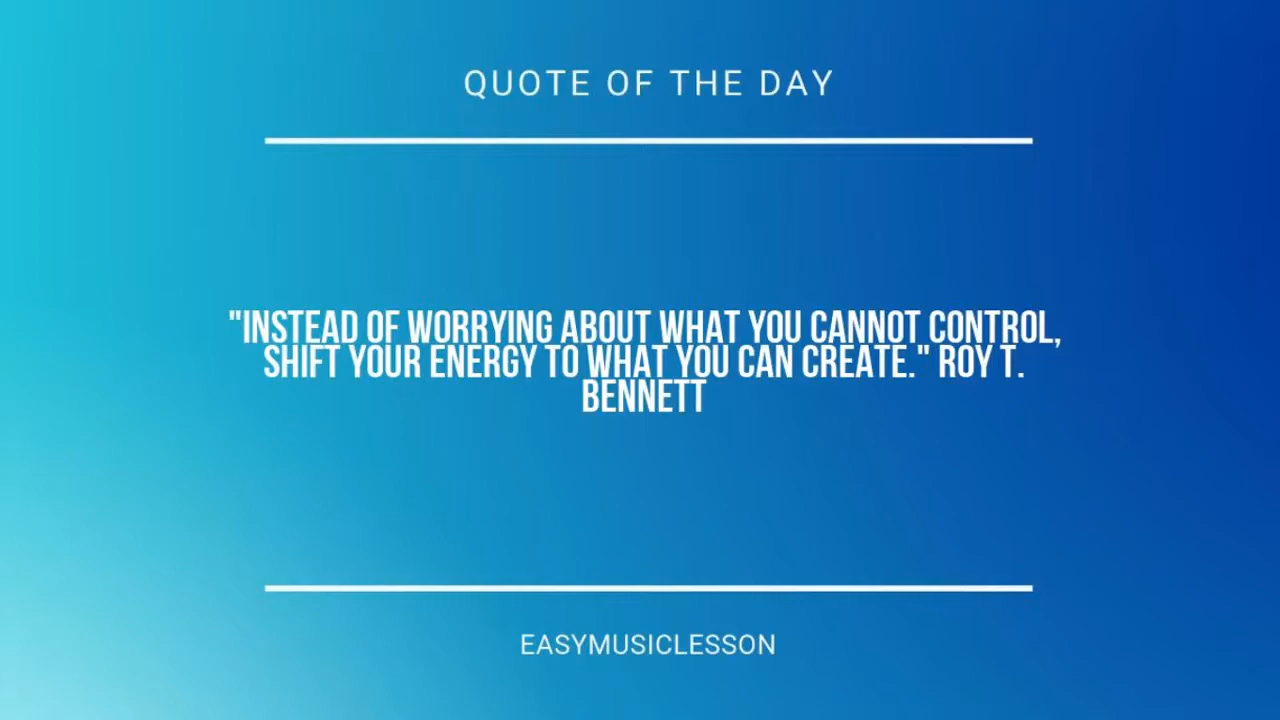 QUOTE OF THE DAY
"INSTEAD OF WORRYING ABOUT WHAT YOU CANNOT CONTROL,
SHIFT YOUR ENERGY TO WHAT YOU CAN CREATE." ROY T.
BENNETT
EASYMUSICLESSON